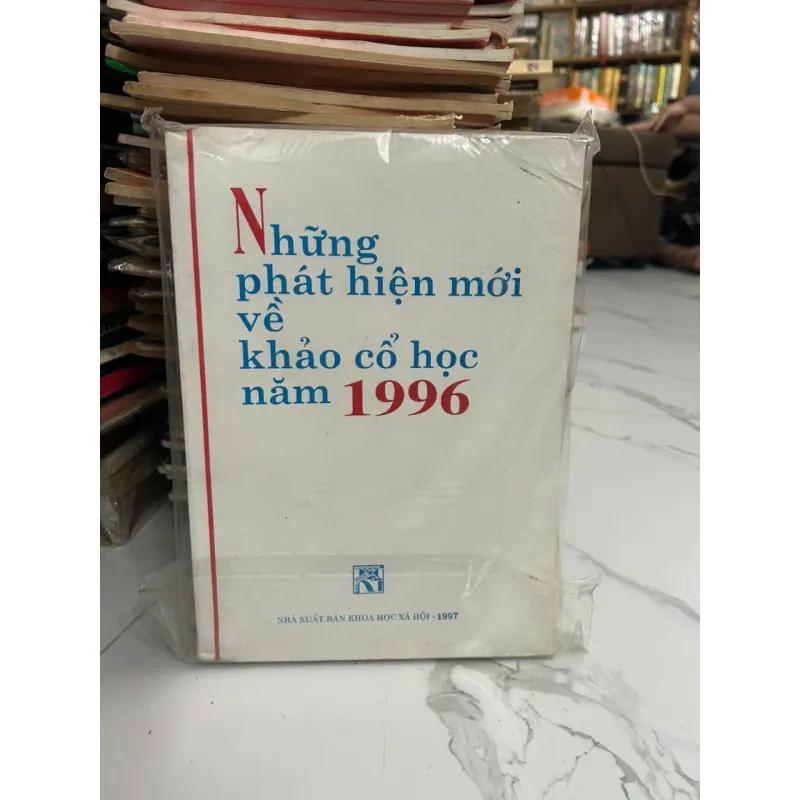 Những
phát hiện mới
về
khảo cổ học
năm 1996
NHÀ XUẤT BẢN KHOA HỌC XÃ HỘI - 1997